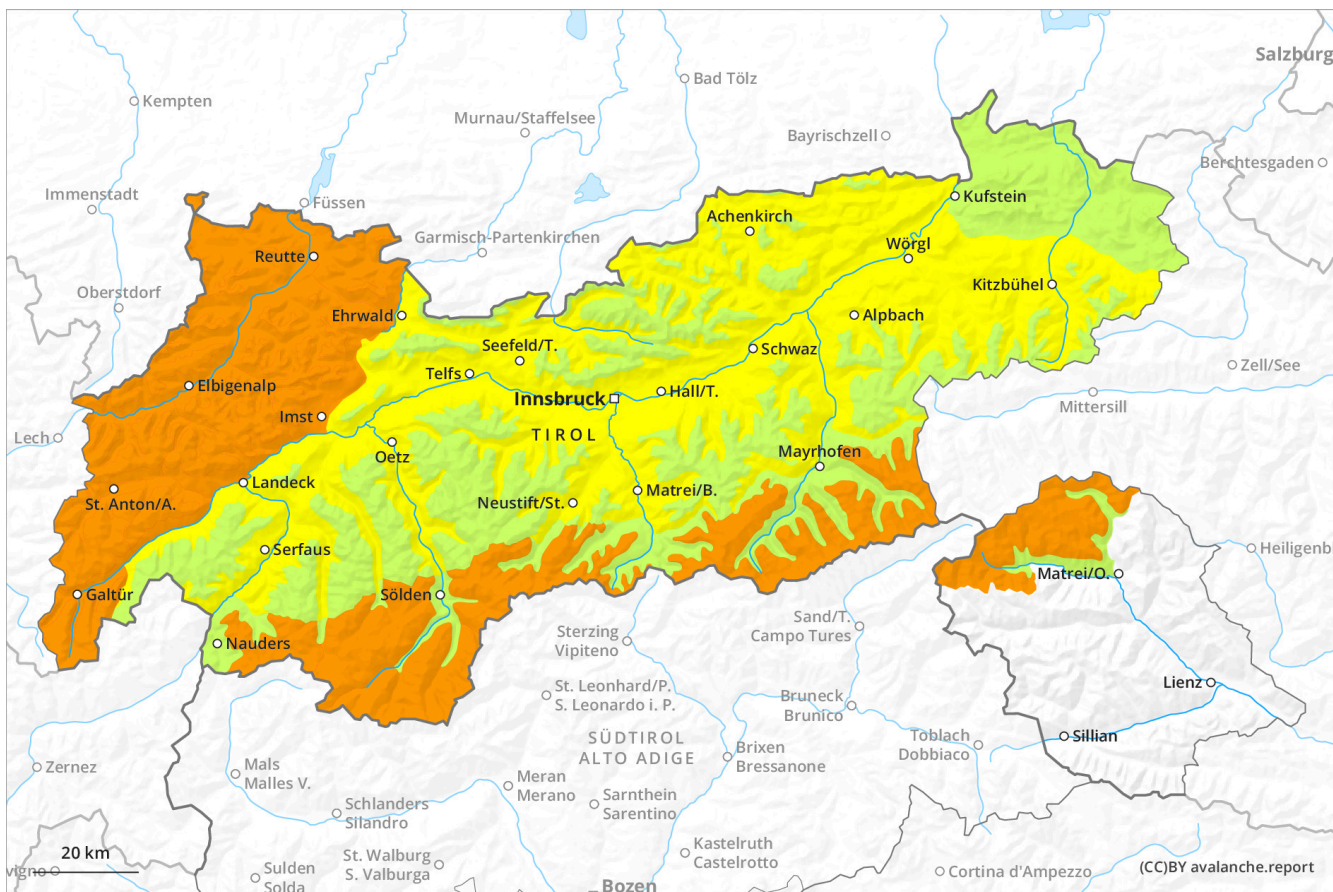 Salzburg
Bad Tölz
Kempten
Murnau/Staffelsee
Bayrischzell
Berchtesgaden
Immenstadt
Füssen
Kufstein
Achenkirch
Garmisch-Partenkirchen
Wörgl
Reutte
Oberstdorf
Kitzbühel
Ehrwald
Alpbach
Seefeld/T.
Schwaz
Telfs
Zell/See
Elbigenalp
Hall/T.
Innsbruck
Mittersill
Imst
Lech
TIROL
Oetz
Mayrhofen
Landeck
St. Anton/A.
Matrei/B.
Neustift/St.
Serfaus
Heiligenb
Matrei/O.
Galtür
Sölden
Sand/T.
Campo Tures
Sterzing
Vipiteno
Nauders
Lienz
St. Leonhard/P.
S. Leonardo i. P.
Bruneck
Brunico
Sillian
SÜDTIROL
ALTO ADIGE
Toblach
Dobbiaco
Brixen
Bressanone
Zernez
Mals
Malles V.
Meran
Merano
Sarnthein
Sarentino
Schlanders
Silandro
20 km
Kastelruth
Castelrotto
St. Walburg
S. Valburga
vigno
Sulden
Solda
Cortina d'Ampezzo
(CC)BY avalanche.report
Bozen